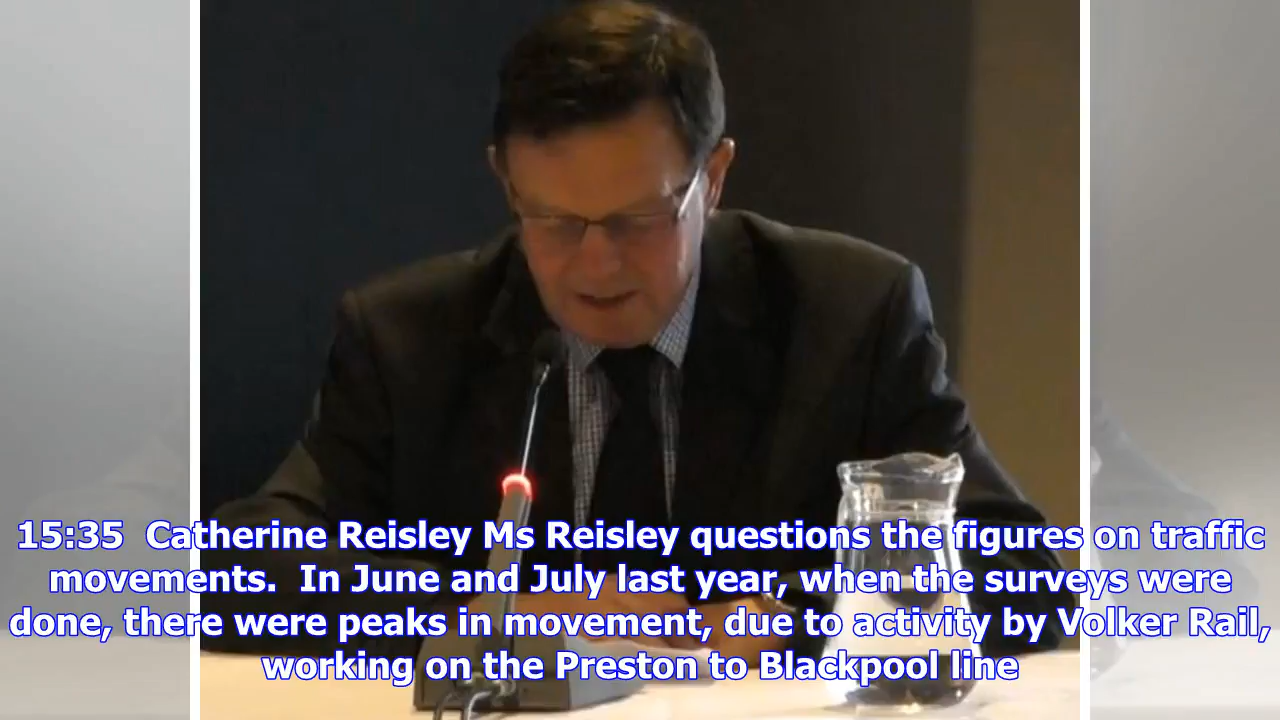 15:35  Catherine Reisley Ms Reisley questions the figures on traffic
movements.  In June and July last year, when the surveys were
done, there were peaks in movement, due to activity by Volker Rail,
working on the Preston to Blackpool line